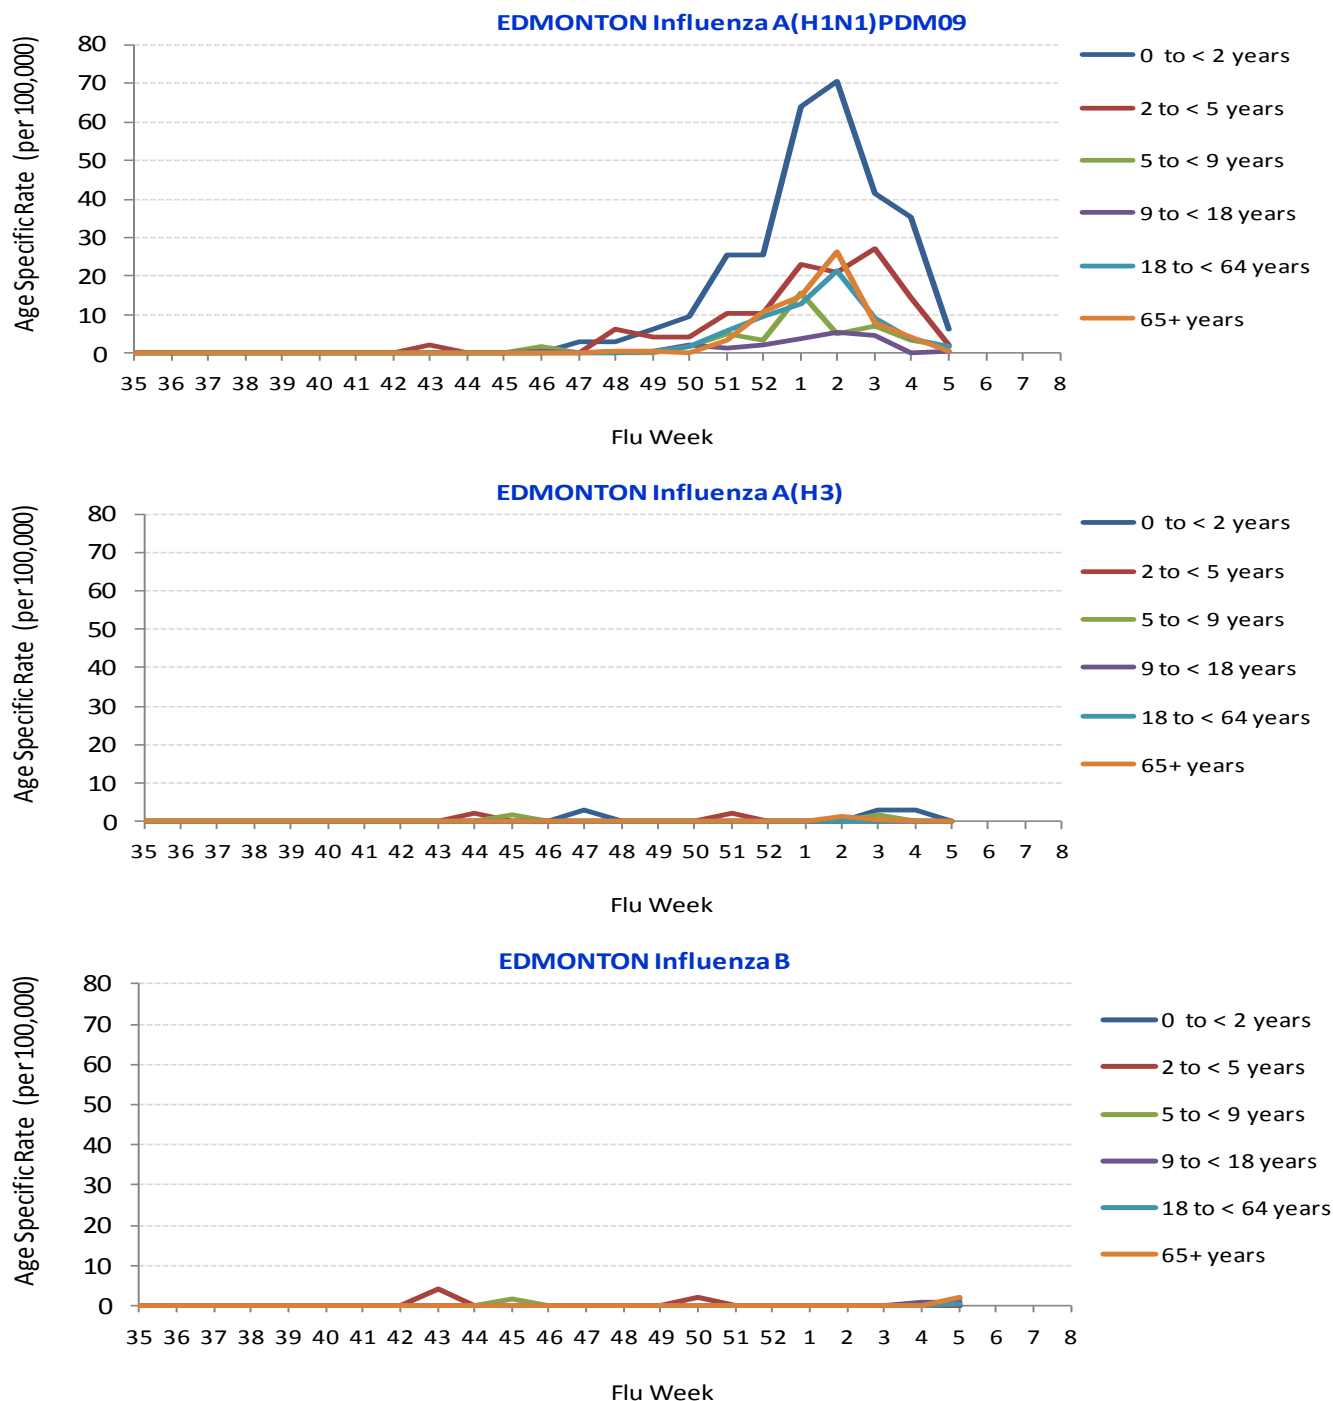 EDMONTON Influenza A(H1N1)PDM09
Age Specific Rate (per 100,000)
80
70
60
50
40
30
20
10
0
35 36 37 38 39 40 41 42 43 44 45 46 47 48 49 50 51 52 1 2 3 4 5 6 7 8
Flu Week
0 to < 2 years
2 to < 5 years
5 to < 9 years
9 to < 18 years
18 to < 64 years
65+ years
EDMONTON Influenza A(H3)
Age Specific Rate (per 100,000)
80
70
60
50
40
30
20
10
0
35 36 37 38 39 40 41 42 43 44 45 46 47 48 49 50 51 52 1 2 3 4 5 6 7 8
Flu Week
0 to < 2 years
2 to < 5 years
5 to < 9 years
9 to < 18 years
18 to < 64 years
65+ years
EDMONTON Influenza B
Age Specific Rate (per 100,000)
80
70
60
50
40
30
20
10
0
35 36 37 38 39 40 41 42 43 44 45 46 47 48 49 50 51 52 1 2 3 4 5 6 7 8
Flu Week
0 to < 2 years
2 to < 5 years
5 to < 9 years
9 to < 18 years
18 to < 64 years
65+ years